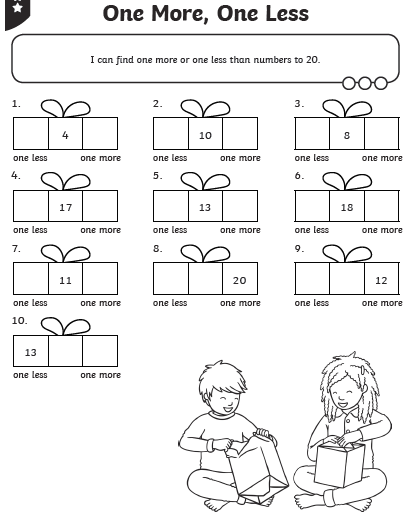 One More, One Less
I can find one more or one less than numbers to 20.
1. 2. 3.
4 10 8
one less one more one less one more one less one more
4. 5. 6.
17 13 18
one less one more one less one more one less one more
7. 8. 9.
11 20 12
one less one more one less one more one less one more
10.
13
one less one more